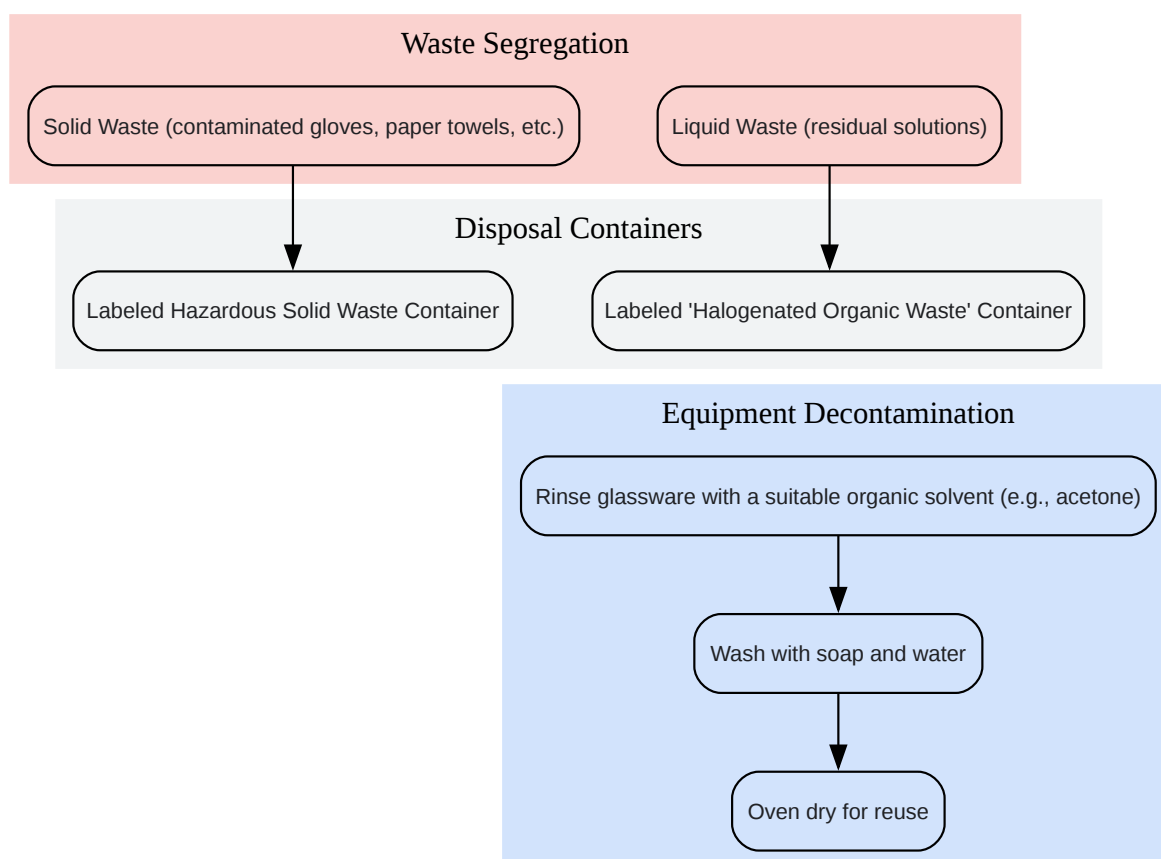 Waste Segregation
Solid Waste (contaminated gloves, paper towels, etc.)
Liquid Waste (residual solutions)
Disposal Containers
Labeled Hazardous Solid Waste Container
Labeled 'Halogenated Organic Waste' Container
Equipment Decontamination
Rinse glassware with a suitable organic solvent (e.g., acetone)
Wash with soap and water
Oven dry for reuse